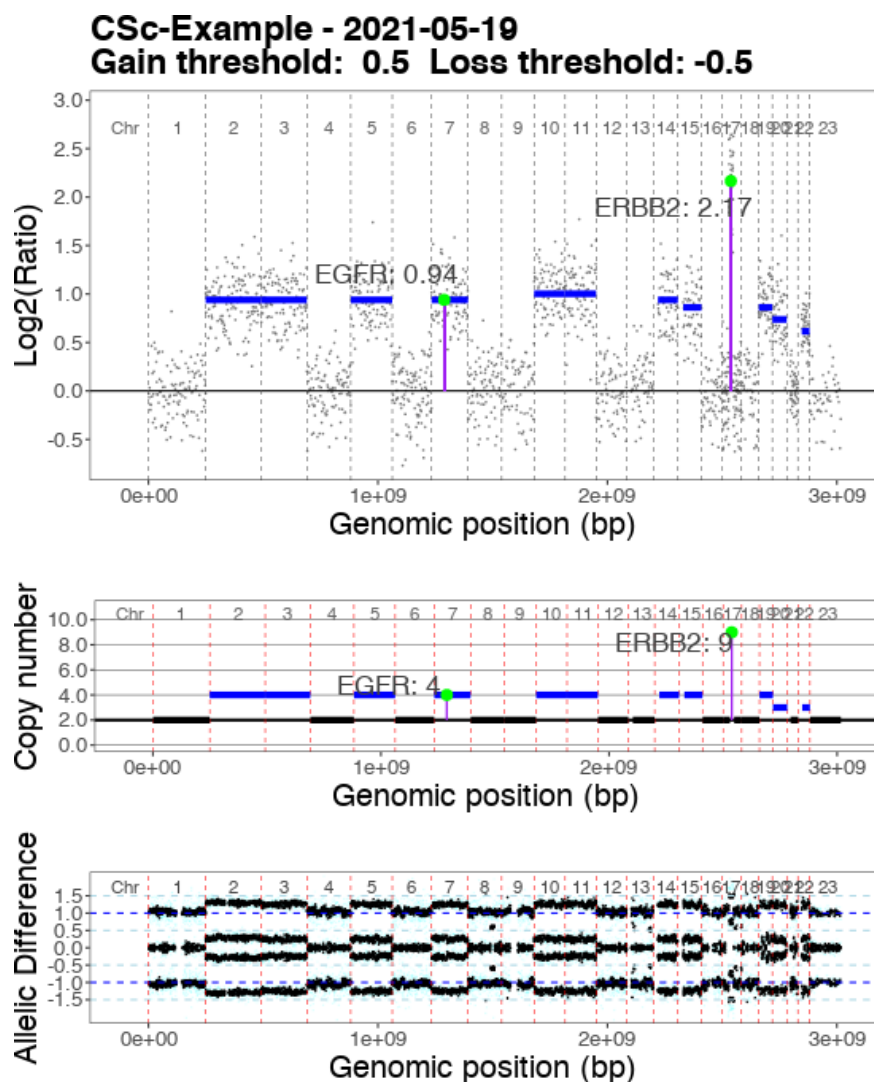 CSc-Example - 2021-05-19
Gain threshold:  0.5  Loss threshold: -0.5
Log2(Ratio)
3.0
2.5
2.0
1.5
1.0
0.5
0.0
-0.5
Chr 1 2 3 4 5 6 7 8 9 10 11 12 13 14 15 16 17 18 19 20 21 22 23
ERBB2: 2.17
EGFR: 0.94
0e+00 1e+09 2e+09 3e+09
Genomic position (bp)
Copy number
10.0
8.0
6.0
4.0
2.0
0.0
Chr 1 2 3 4 5 6 7 8 9 10 11 12 13 14 15 16 17 18 19 20 21 22 23
ERBB2: 9
EGFR: 4
0e+00 1e+09 2e+09 3e+09
Genomic position (bp)
Allelic Difference
1.5
1.0
0.5
0.0
-0.5
-1.0
-1.5
Chr 1 2 3 4 5 6 7 8 9 10 11 12 13 14 15 16 17 18 19 20 21 22 23
0e+00 1e+09 2e+09 3e+09
Genomic position (bp)